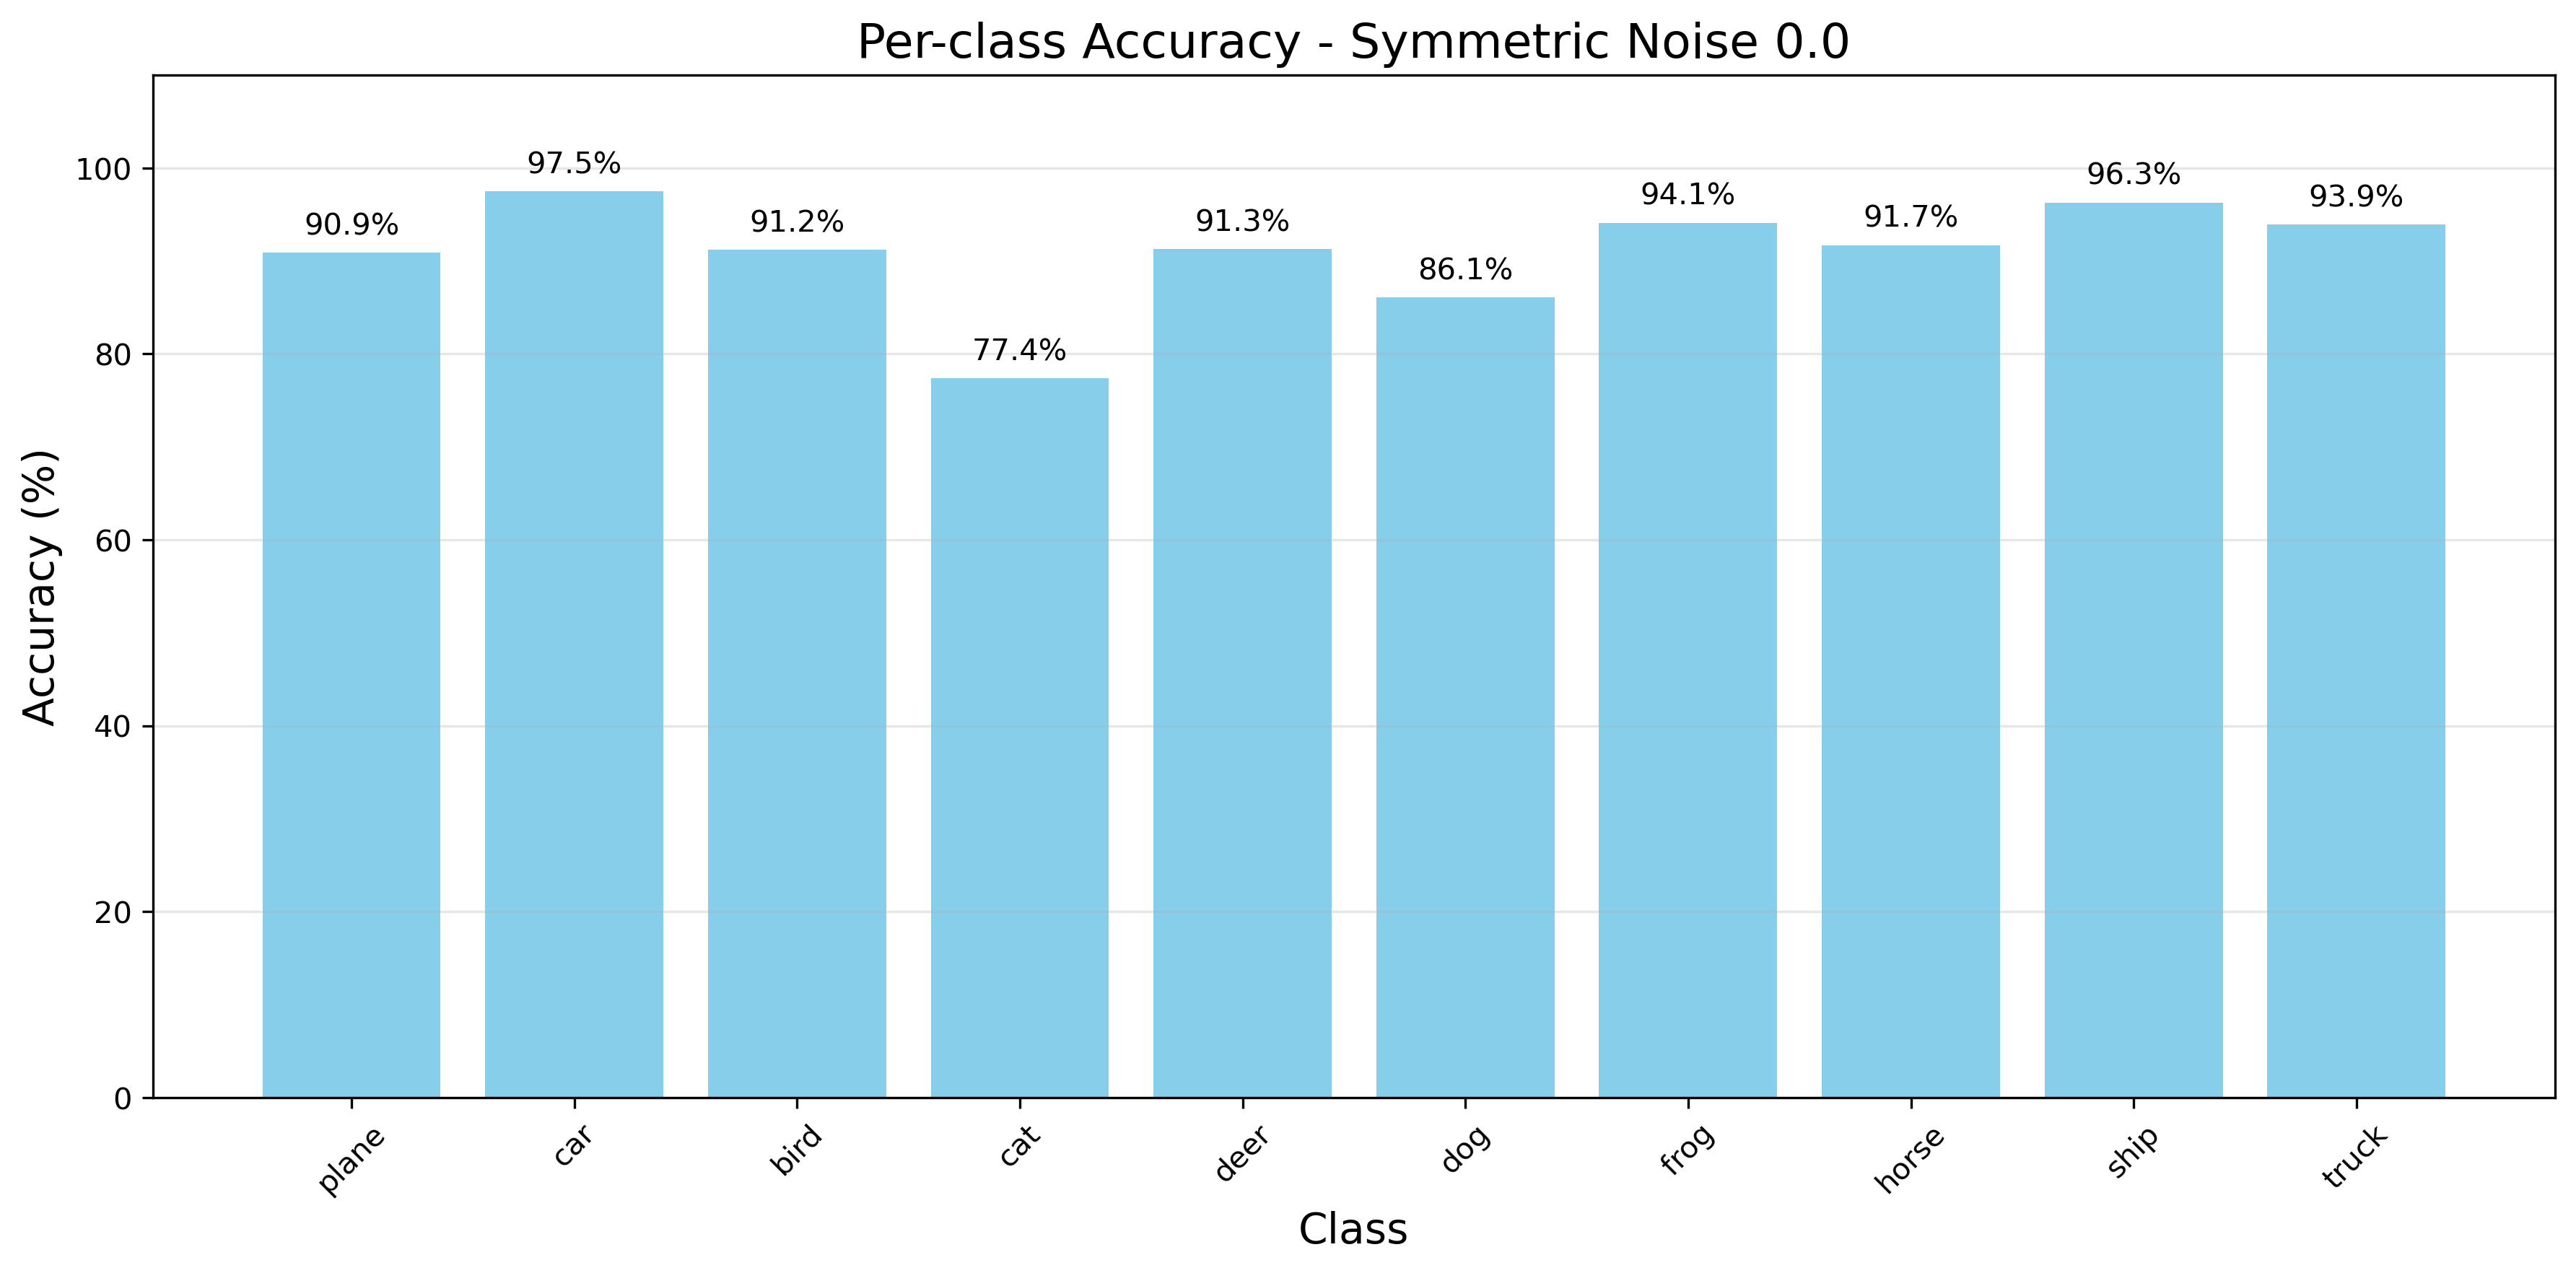 Per-class Accuracy - Symmetric Noise 0.0
Accuracy (%)
100
80
60
40
20
0
90.9%
97.5%
91.2%
77.4%
91.3%
86.1%
94.1%
91.7%
96.3%
93.9%
plane
car
bird
cat
deer
dog
frog
horse
ship
truck
Class